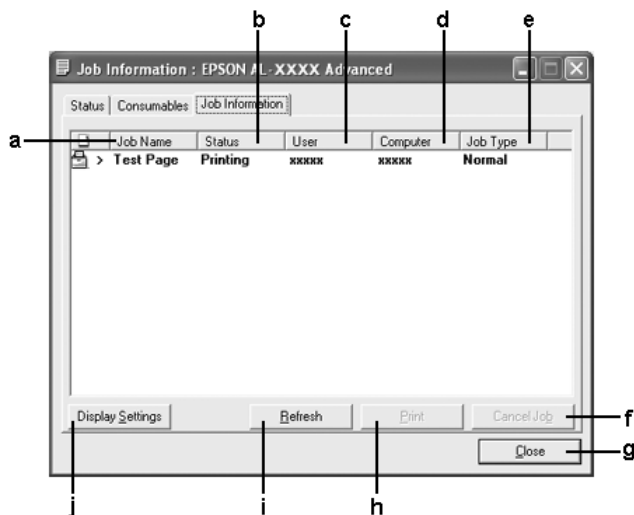 b c d e
Job Information : EPSON AL-XXXX Advanced
Status Consumables Job Information
a Job Name Status User Computer Job Type
> Test Page Printing xxxxx xxxxx Normal
Display Settings Refresh Print Cancel Job f
Close g
j i h